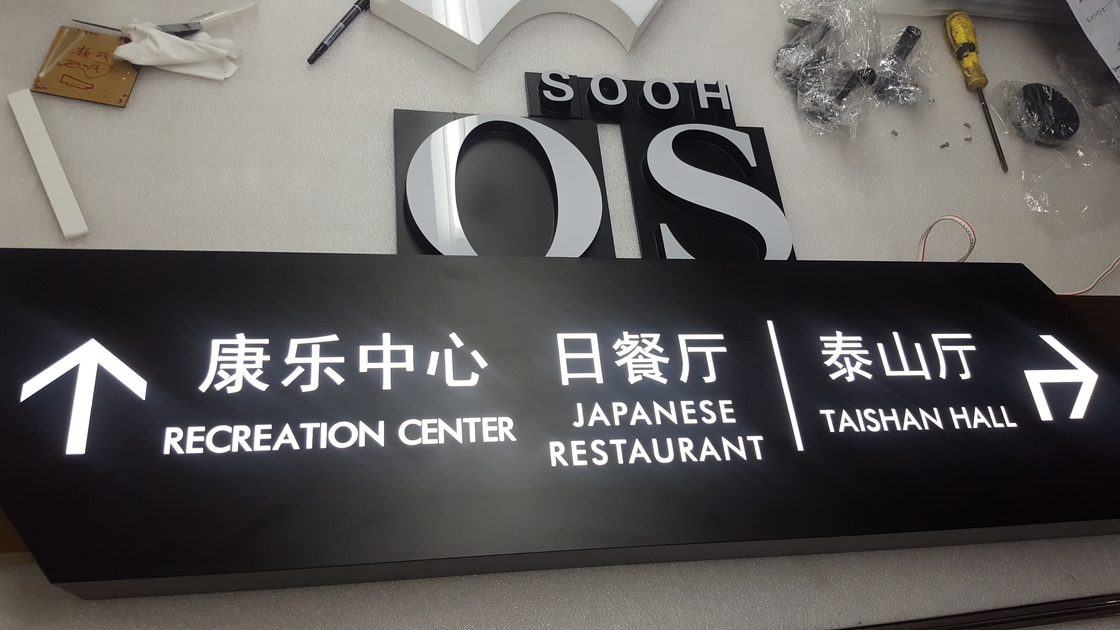 SOOH
OS
康乐中心
RECREATION CENTER
日餐厅
JAPANESE
RESTAURANT
泰山厅
TAISHAN HALL